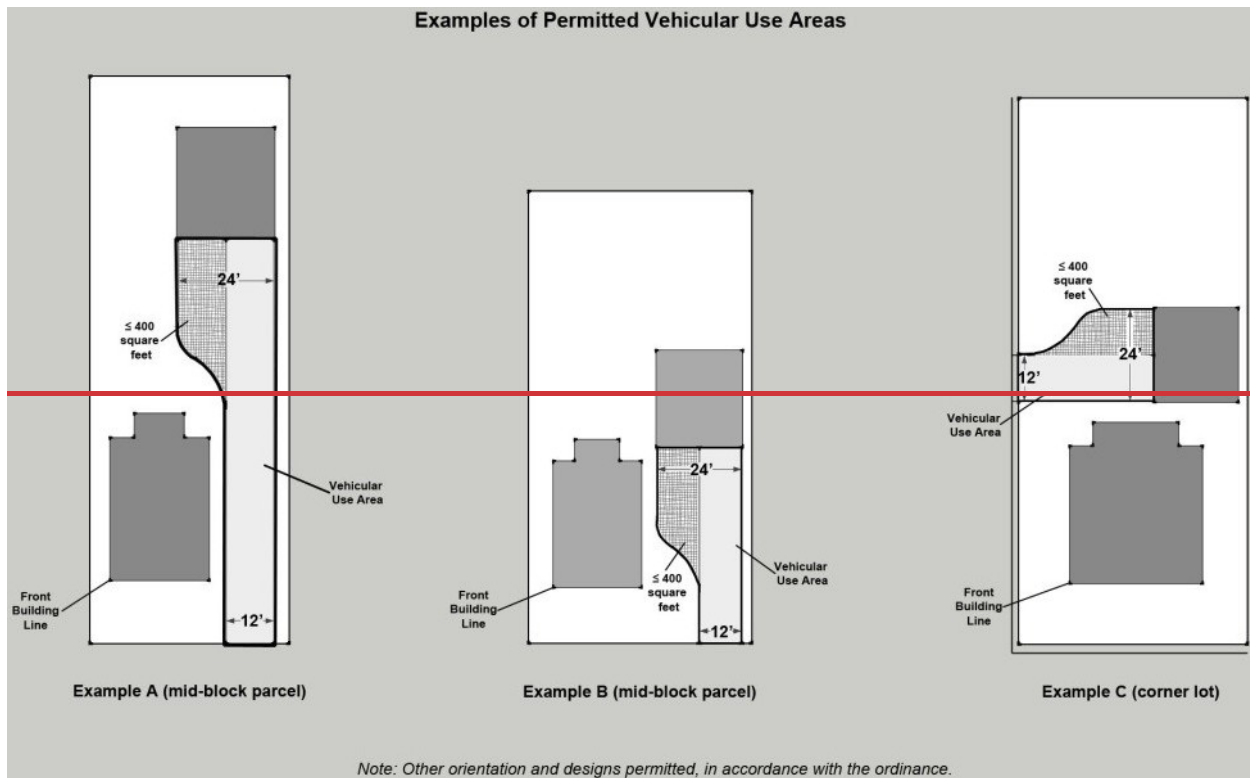 Examples of Permitted Vehicular Use Areas
24'
≤ 400
square
feet
Vehicular
Use Area
Front
Building
Line
12'
Example A (mid-block parcel)
24'
≤ 400
square
feet
Vehicular
Use Area
Front
Building
Line
12'
Example B (mid-block parcel)
≤ 400
square
feet
24'
12'
Vehicular
Use Area
Front
Building
Line
Example C (corner lot)
Note: Other orientation and designs permitted, in accordance with the ordinance.